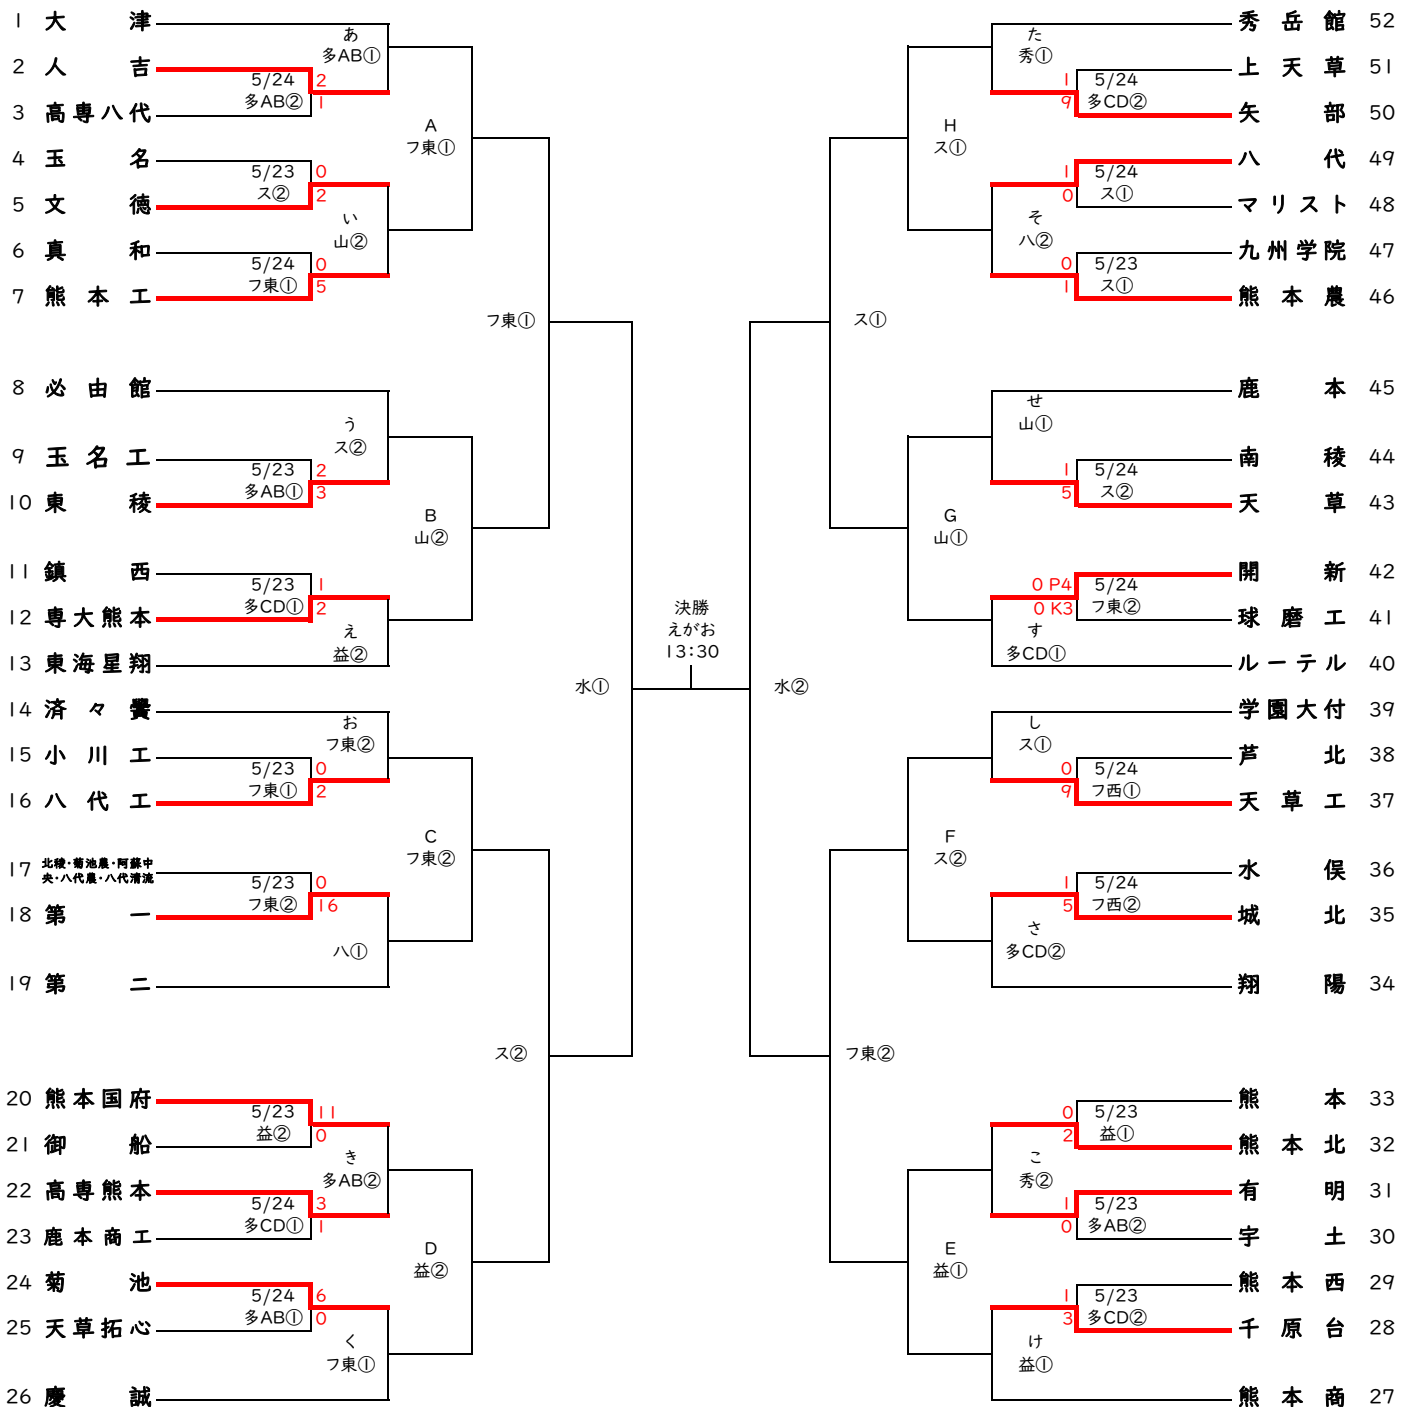 1 大津
あ
多AB①
2 人吉
5/24 2
多AB② 1
3 高専八代
A
フ東①
4 玉名
5/23 0
ス② 2
5 文徳
い
山②
6 真和
5/24 0
フ東① 5
7 熊本工
フ東①
8 必由館
う
ス②
9 玉名工
5/23 2
多AB① 3
10 東稜
B
山②
11 鎮西
5/23 1
多CD① 2
12 専大熊本
え
益②
13 東海星翔
水①
14 済々黌
お
フ東②
15 小川工
5/23 0
フ東① 2
16 八代工
C
フ東②
17 北稜・菊池農・阿蘇中
央・八代農・八代清流
5/23 0
フ東② 16
18 第一
ハ①
19 第二
ス②
20 熊本国府
5/23 11
益② 0
21 御船
き
多AB②
22 高専熊本
5/24 3
多CD① 1
23 鹿本商工
D
益②
24 菊池
5/24 6
多AB① 0
25 天草拓心
く
フ東①
26 慶誠
決勝
えがお
13:30
秀岳館 52
た
秀①
上天草 51
1 5/24
9 多CD②
矢部 50
H
ス①
八代 49
1 5/24
0 ス①
マリスト 48
そ
ハ②
九州学院 47
0 5/23
1 ス①
熊本農 46
ス①
鹿本 45
せ
山①
南稜 44
1 5/24
5 ス②
天草 43
G
山①
開新 42
0 P4 5/24
0 K3 フ東②
球磨工 41
す
多CD①
ルーテル 40
水②
学園大付 39
し
ス①
芦北 38
0 5/24
9 フ西①
天草工 37
F
ス②
水俣 36
1 5/24
5 フ西②
城北 35
さ
多CD②
翔陽 34
フ東②
熊本 33
0 5/23
2 益①
熊本北 32
こ
秀②
有明 31
1 5/23
0 多AB②
宇土 30
E
益①
熊本西 29
1 5/23
3 多CD②
千原台 28
け
益①
熊本商 27